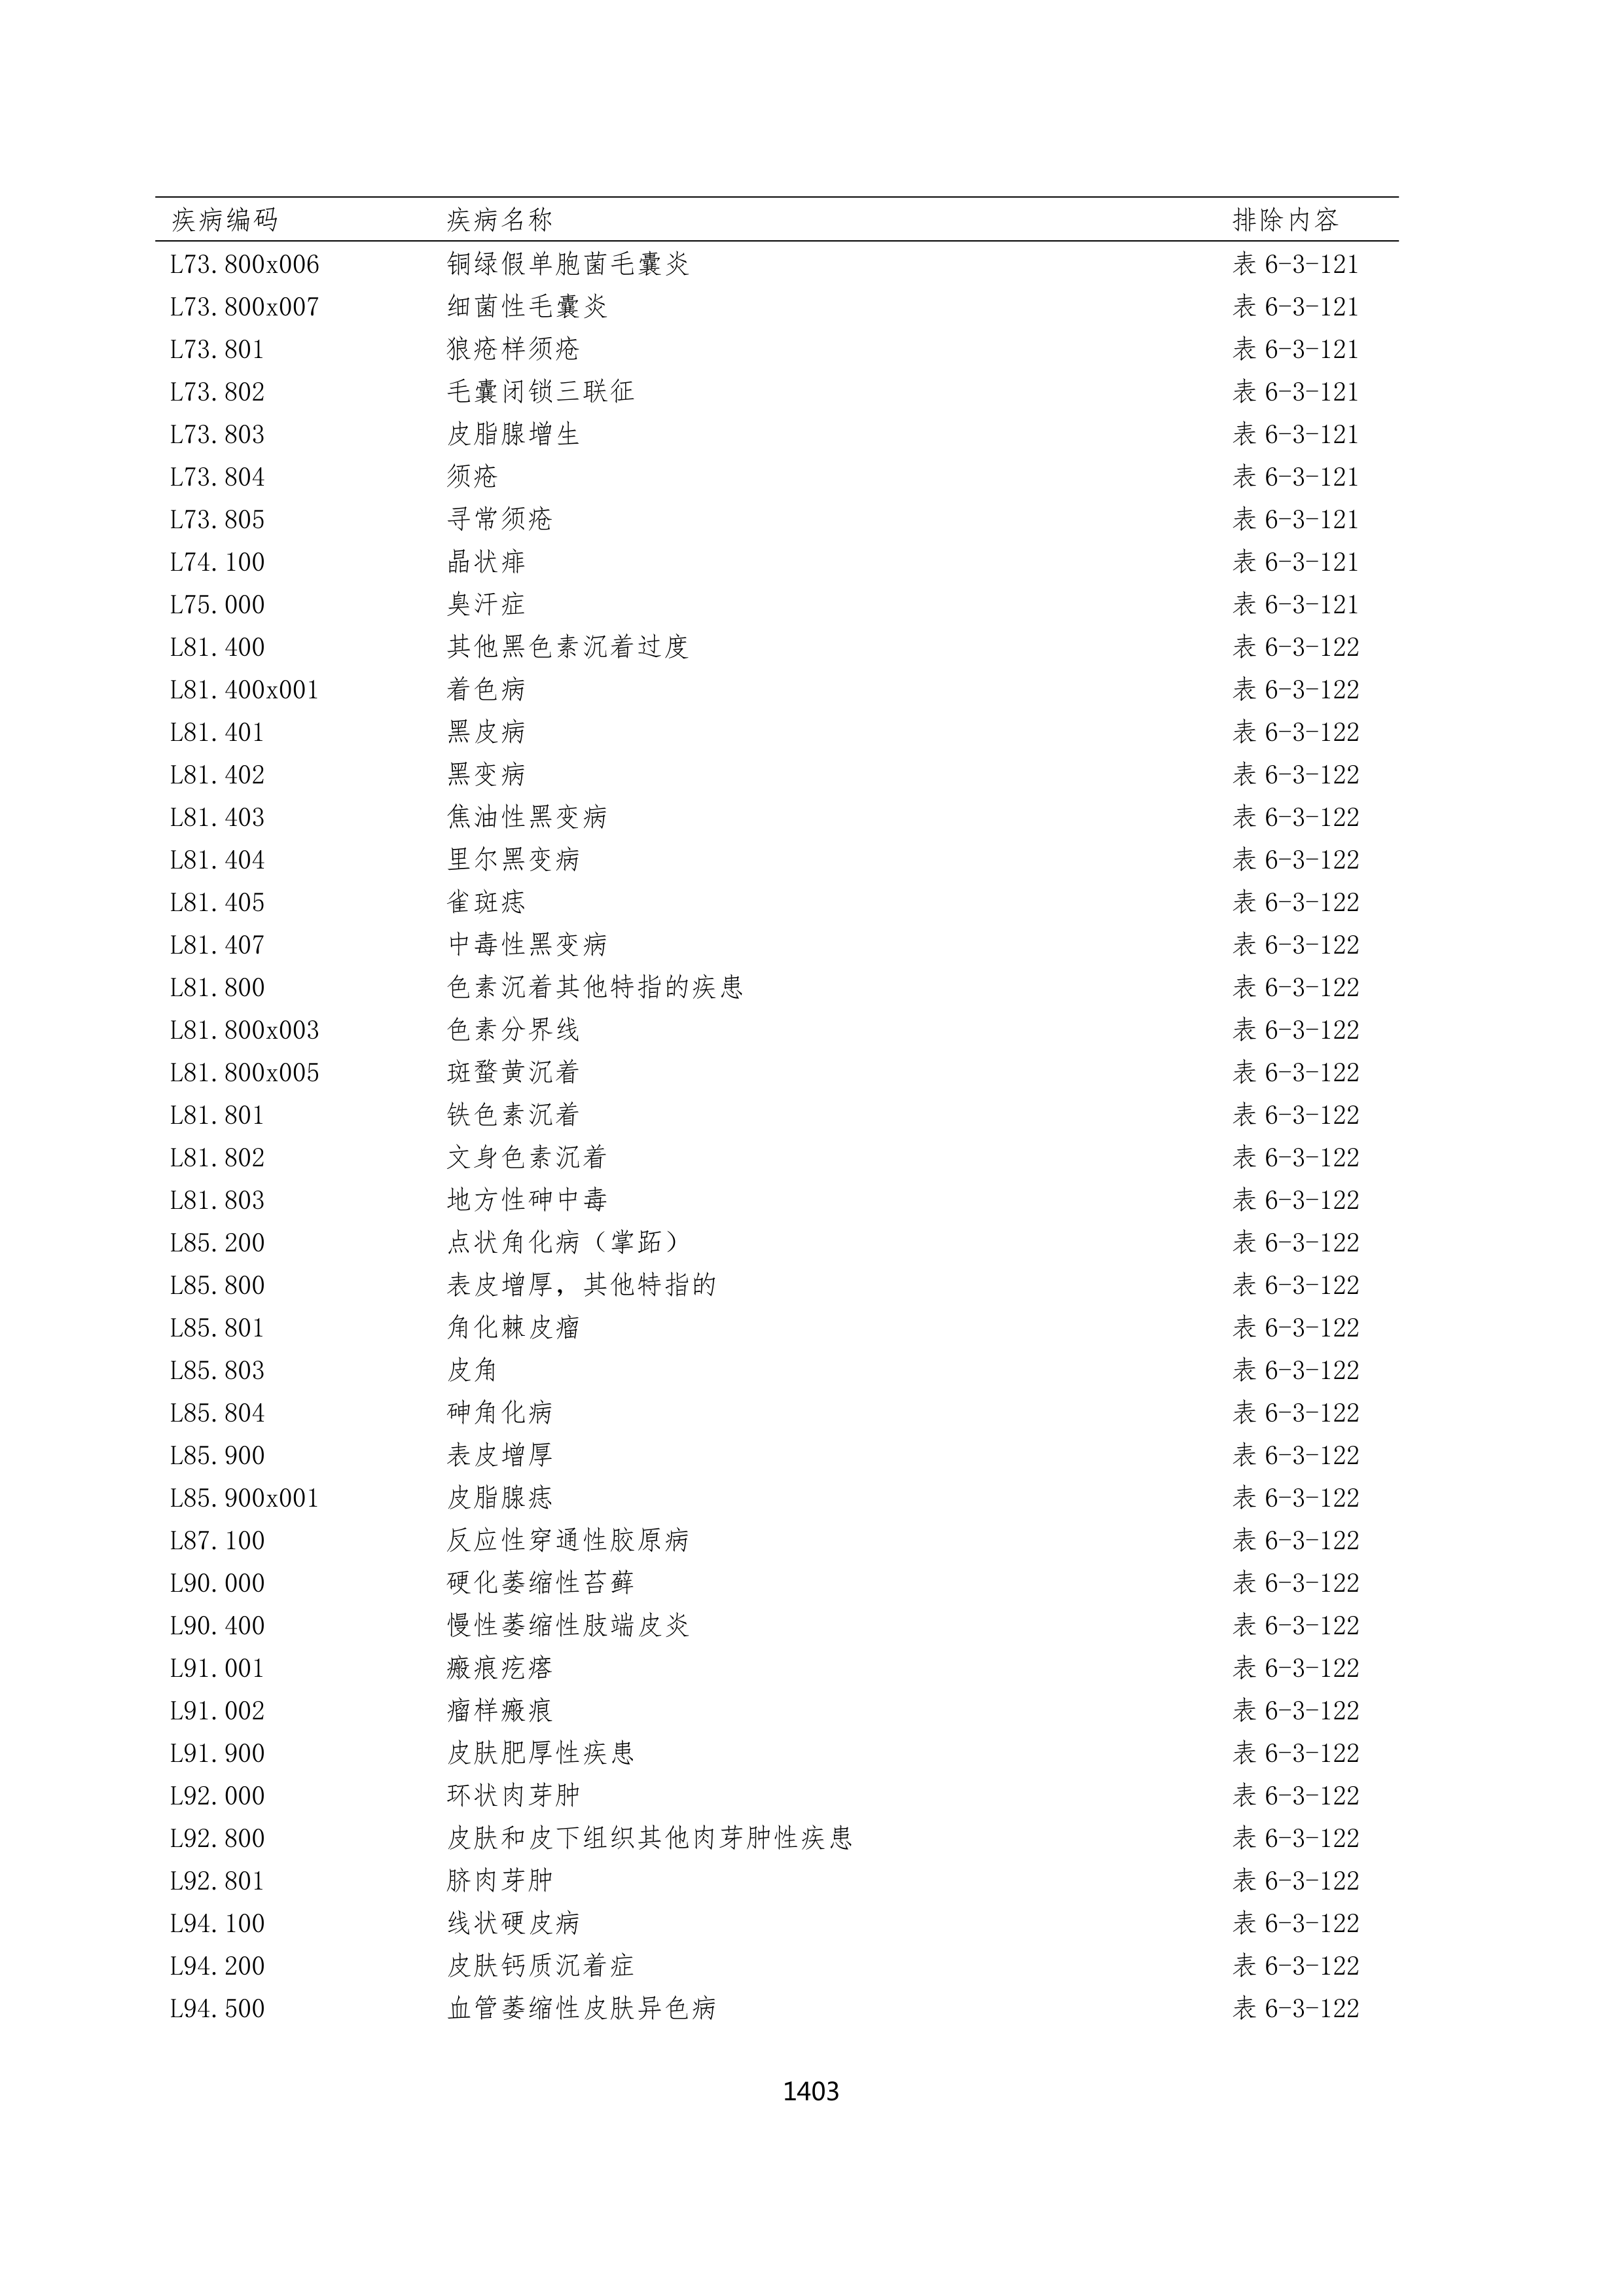 疾病编码 疾病名称 排除内容
L73.800x006 铜绿假单胞菌毛囊炎 表 6-3-121
L73.800x007 细菌性毛囊炎 表 6-3-121
L73.801 狼疮样须疮 表 6-3-121
L73.802 毛囊闭锁三联征 表 6-3-121
L73.803 皮脂腺增生 表 6-3-121
L73.804 须疮 表 6-3-121
L73.805 寻常须疮 表 6-3-121
L74.100 晶状痱 表 6-3-121
L75.000 臭汗症 表 6-3-121
L81.400 其他黑色素沉着过度 表 6-3-122
L81.400x001 着色病 表 6-3-122
L81.401 黑皮病 表 6-3-122
L81.402 黑变病 表 6-3-122
L81.403 焦油性黑变病 表 6-3-122
L81.404 里尔黑变病 表 6-3-122
L81.405 雀斑痣 表 6-3-122
L81.407 中毒性黑变病 表 6-3-122
L81.800 色素沉着其他特指的疾患 表 6-3-122
L81.800x003 色素分界线 表 6-3-122
L81.800x005 斑蝥黄沉着 表 6-3-122
L81.801 铁色素沉着 表 6-3-122
L81.802 文身色素沉着 表 6-3-122
L81.803 地方性砷中毒 表 6-3-122
L85.200 点状角化病（掌跖） 表 6-3-122
L85.800 表皮增厚，其他特指的 表 6-3-122
L85.801 角化棘皮瘤 表 6-3-122
L85.803 皮角 表 6-3-122
L85.804 砷角化病 表 6-3-122
L85.900 表皮增厚 表 6-3-122
L85.900x001 皮脂腺痣 表 6-3-122
L87.100 反应性穿通性胶原病 表 6-3-122
L90.000 硬化萎缩性苔藓 表 6-3-122
L90.400 慢性萎缩性肢端皮炎 表 6-3-122
L91.001 瘢痕疙瘩 表 6-3-122
L91.002 瘤样瘢痕 表 6-3-122
L91.900 皮肤肥厚性疾患 表 6-3-122
L92.000 环状肉芽肿 表 6-3-122
L92.800 皮肤和皮下组织其他肉芽肿性疾患 表 6-3-122
L92.801 脐肉芽肿 表 6-3-122
L94.100 线状硬皮病 表 6-3-122
L94.200 皮肤钙质沉着症 表 6-3-122
L94.500 血管萎缩性皮肤异色病 表 6-3-122
1403